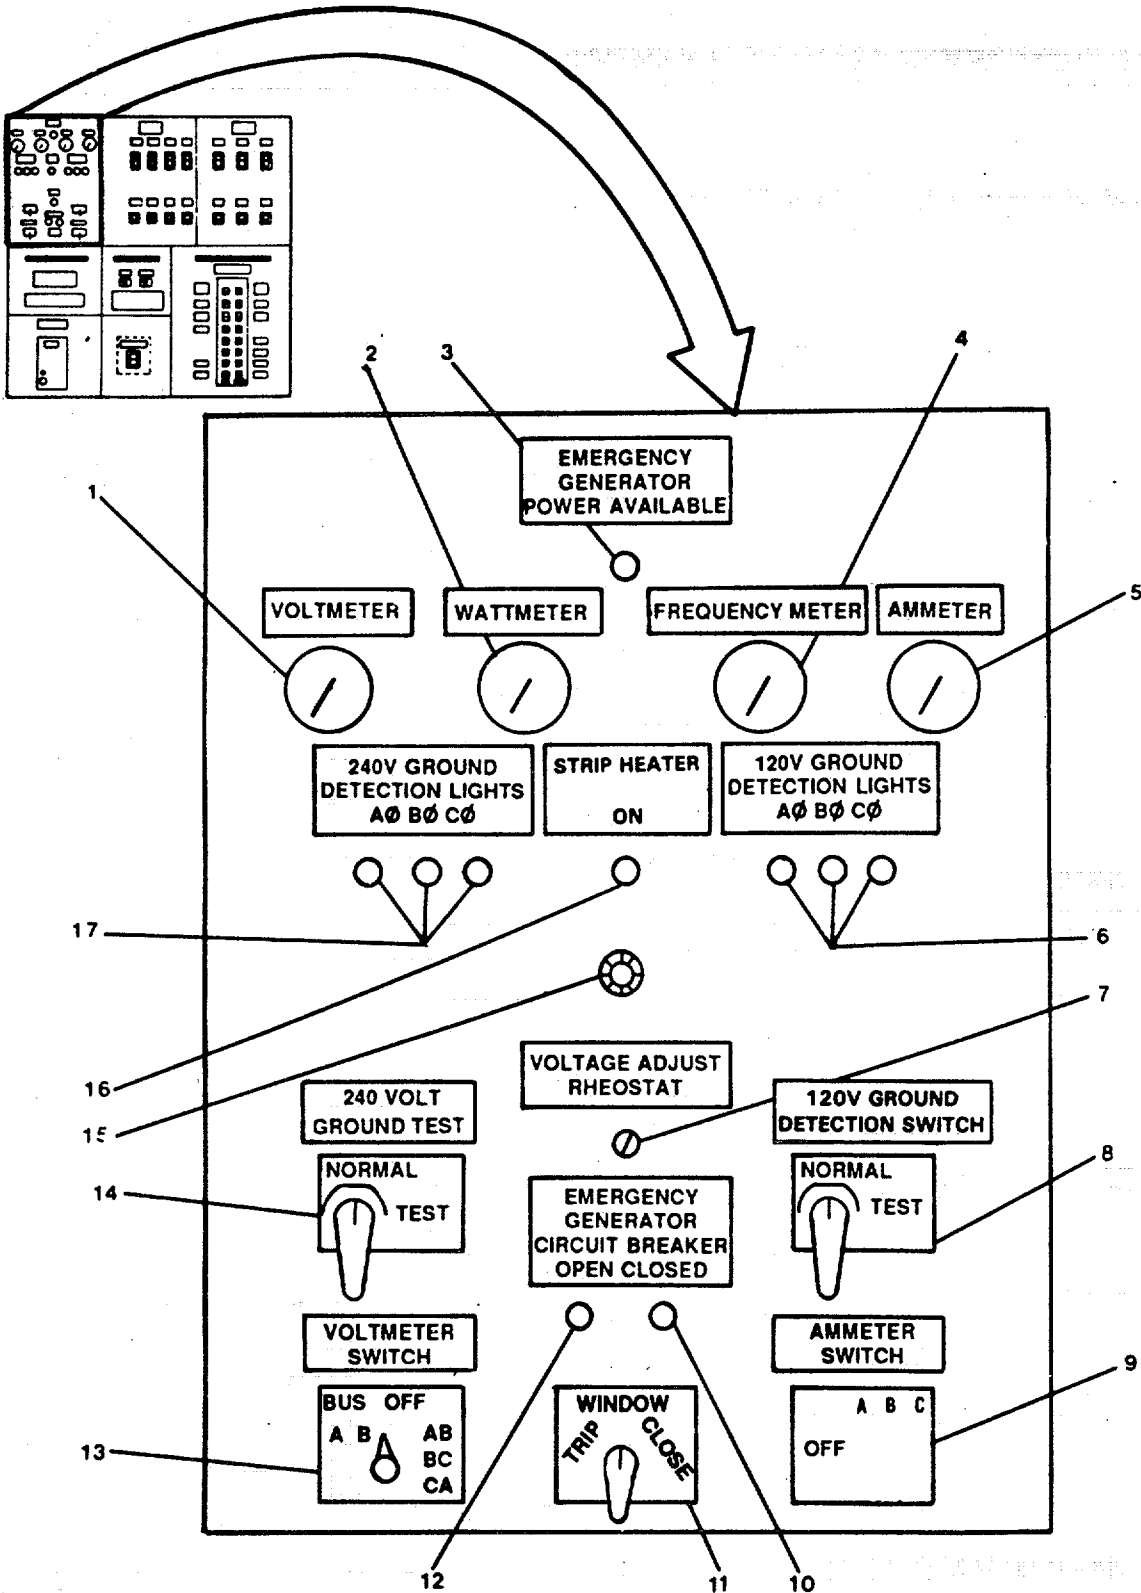 2
3
4
1
5
EMERGENCY
GENERATOR
POWER AVAILABLE
VOLTMETER
WATTMETER
FREQUENCY METER
AMMETER
240V GROUND
DETECTION LIGHTS
AØ BØ CØ
STRIP HEATER
ON
120V GROUND
DETECTION LIGHTS
AØ BØ CØ
17
6
7
16
15
VOLTAGE ADJUST
RHEOSTAT
240 VOLT
GROUND TEST
120V GROUND
DETECTION SWITCH
14
NORMAL
TEST
EMERGENCY
GENERATOR
CIRCUIT BREAKER
OPEN CLOSED
NORMAL
TEST
8
VOLTMETER
SWITCH
AMMETER
SWITCH
9
13
BUS OFF
A B AB
BC
CA
WINDOW
TRIP CLOSE
A B C
OFF
12
11
10